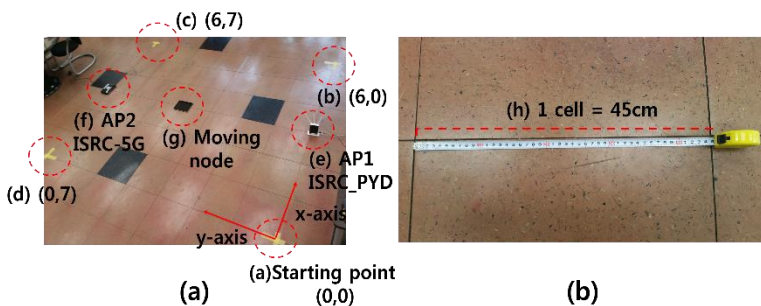 (c) (6,7)
(b) (6,0)
(f) AP2
ISRC-5G
(g) Moving
node
(e) AP1
ISRC_PYD
(d) (0,7)
x-axis
y-axis
(a)Starting point
(0,0)
(a)
(h) 1 cell = 45cm
(b)